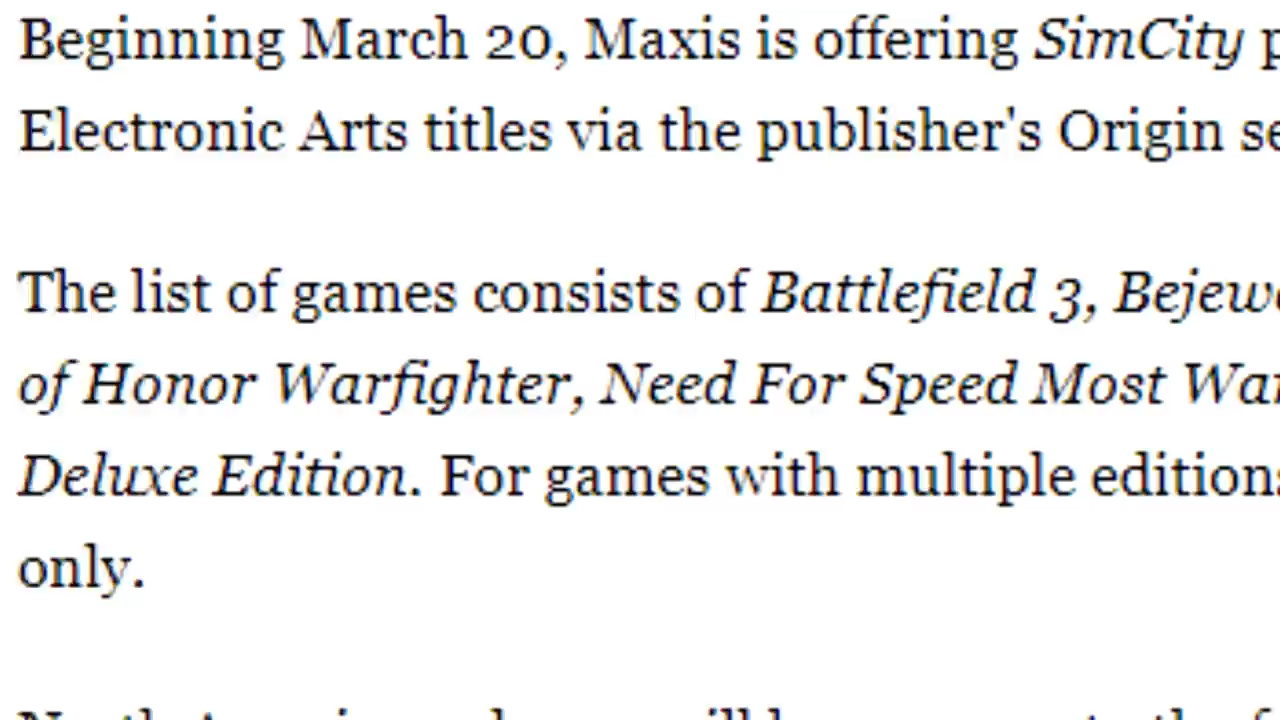 Beginning March 20, Maxis is offering SimCity
Electronic Arts titles via the publisher's Origin
The list of games consists of Battlefield 3,
of Honor Warfighter, Need For Speed Most
Deluxe Edition. For games with multiple editions
only.